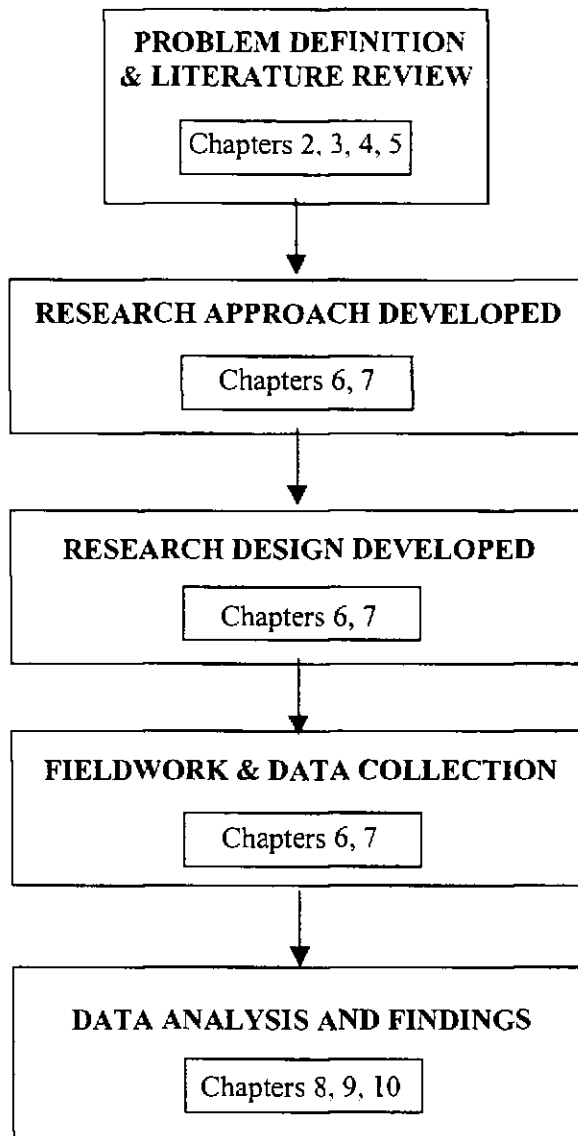 PROBLEM DEFINITION
& LITERATURE REVIEW
Chapters 2, 3, 4, 5
RESEARCH APPROACH DEVELOPED
Chapters 6, 7
RESEARCH DESIGN DEVELOPED
Chapters 6, 7
FIELDWORK & DATA COLLECTION
Chapters 6, 7
DATA ANALYSIS AND FINDINGS
Chapters 8, 9, 10